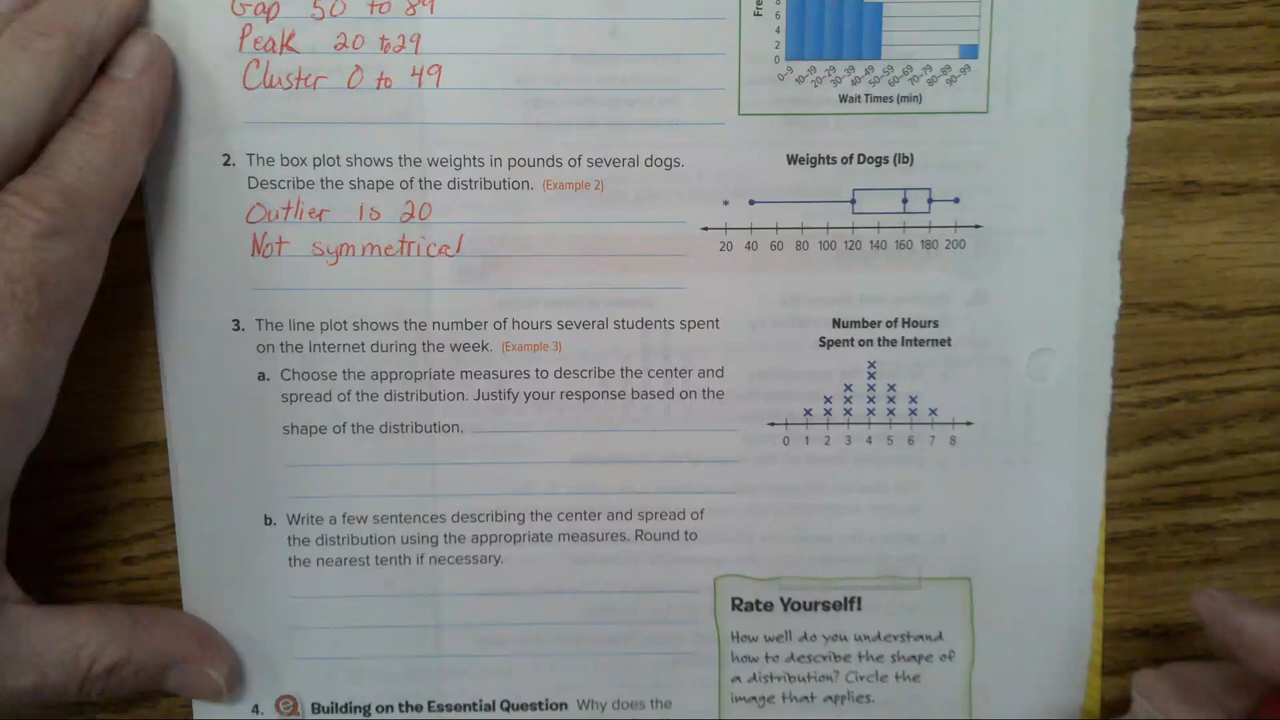 Gap 50 to 89
Peak 20 to 29
Cluster 0 to 49
6
4
2
0
0–9
10–19
20–29
30–39
40–49
50–59
60–69
70–79
80–89
90–99
Wait Times (min)
2. The box plot shows the weights in pounds of several dogs.
Describe the shape of the distribution. (Example 2)
Outlier is 20
Not symmetrical
Weights of Dogs (lb)
*
20 40 60 80 100 120 140 160 180 200
3. The line plot shows the number of hours several students spent
on the Internet during the week. (Example 3)
a. Choose the appropriate measures to describe the center and
spread of the distribution. Justify your response based on the
shape of the distribution.
Number of Hours
Spent on the Internet
0 1 2 3 4 5 6 7 8
b. Write a few sentences describing the center and spread of
the distribution using the appropriate measures. Round to
the nearest tenth if necessary.
Rate Yourself!
How well do you understand
how to describe the shape of
a distribution? Circle the
image that applies.
4. e Building on the Essential Question Why does the